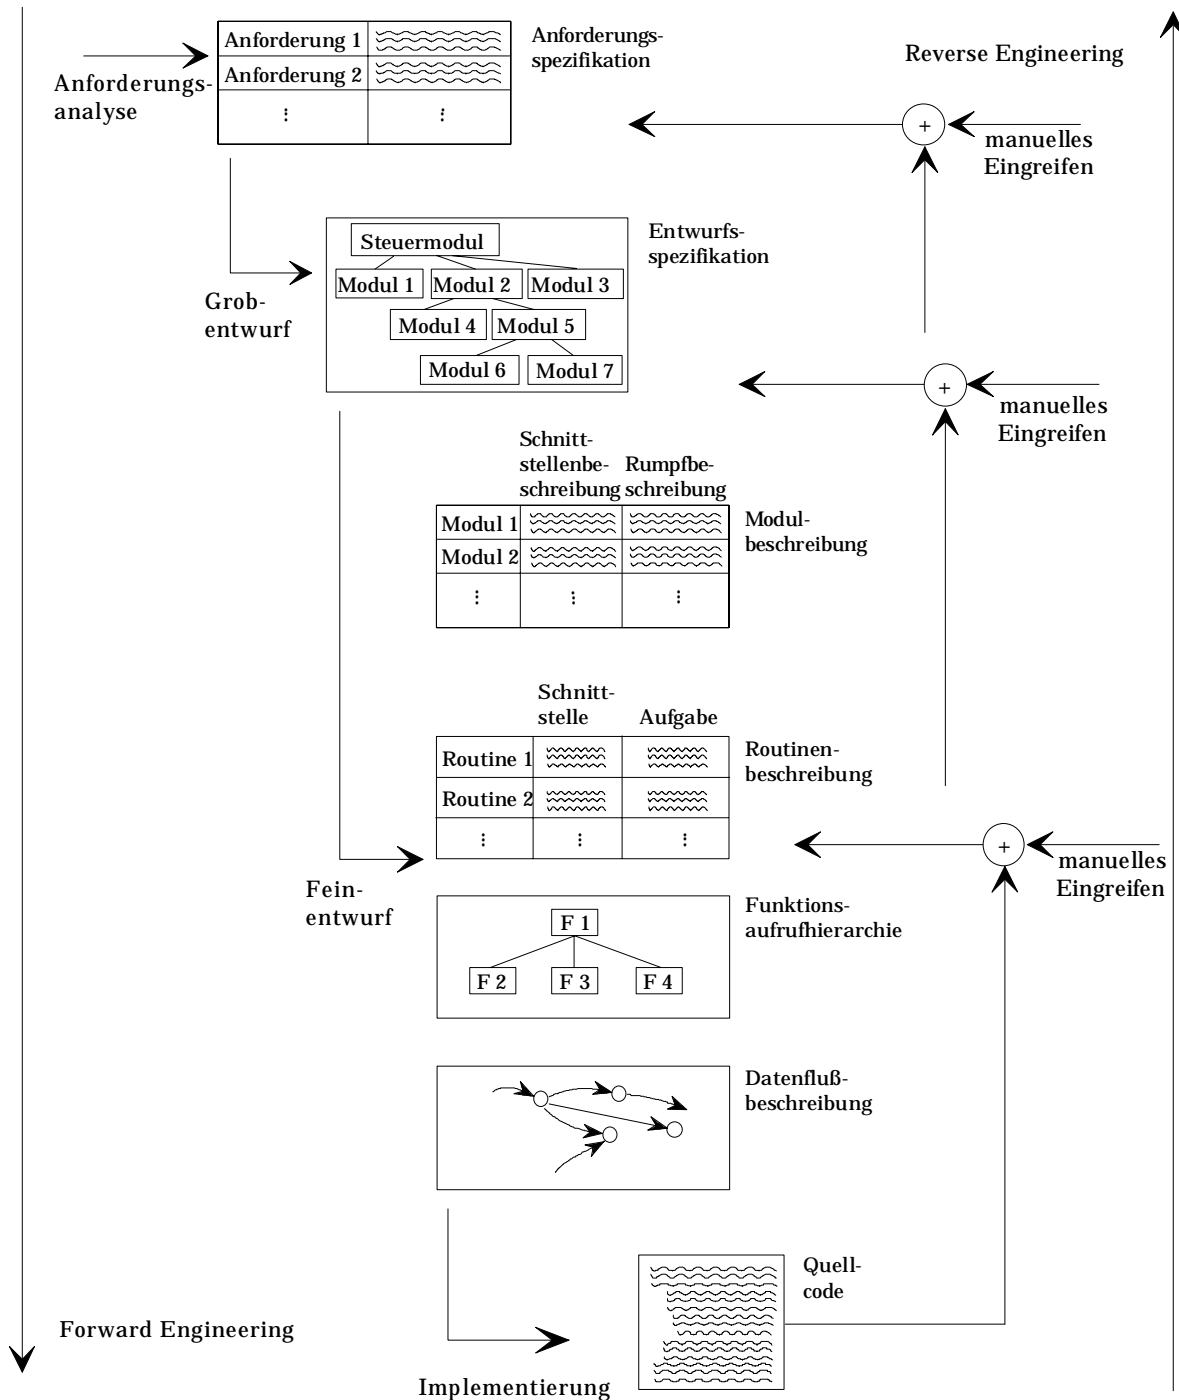 Anforderung 1
Anforderung 2
⋮ ⋮
Anforderungs-
spezifikation
Reverse Engineering
Anforderungs-
analyse
+
manuelles
Eingreifen
Steuermodul
Modul 1 Modul 2 Modul 3
Modul 4 Modul 5
Modul 6 Modul 7
Entwurfs-
spezifikation
Grob-
entwurf
+
manuelles
Eingreifen
Schnitt-
stellenbe-
schreibung
Rumpfbe-
schreibung
Modul 1
Modul 2
⋮ ⋮ ⋮
Modul-
beschreibung
Schnitt-
stelle
Aufgabe
Routine 1
Routine 2
⋮ ⋮ ⋮
Routinen-
beschreibung
+
manuelles
Eingreifen
Fein-
entwurf
F 1
F 2 F 3 F 4
Funktions-
aufrufhierarchie
Datenfluß-
beschreibung
Quell-
code
Forward Engineering
Implementierung